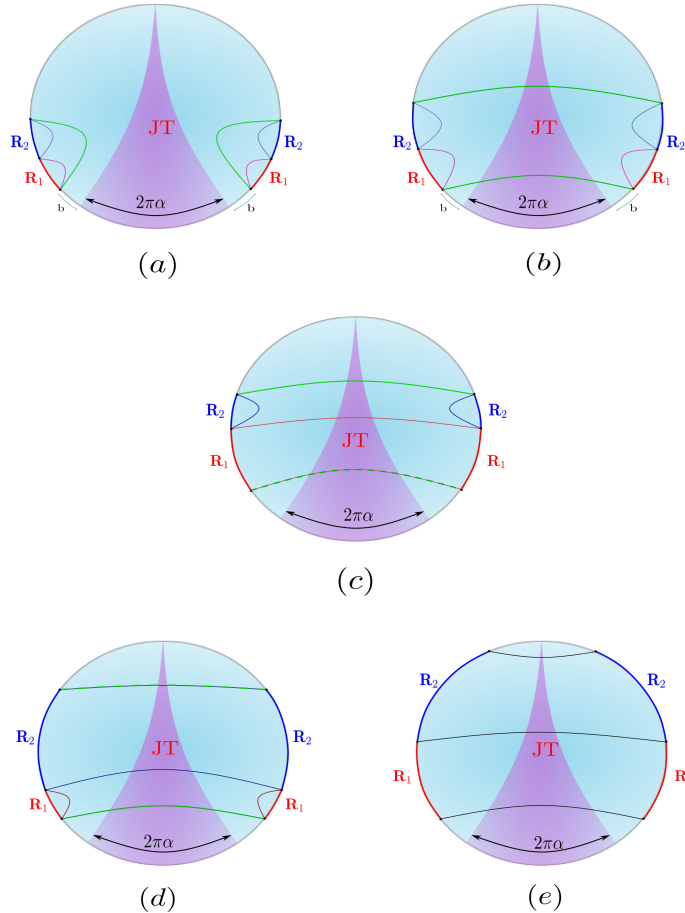 JT
R₂ R₂
R₁ R₁
2πα
b b
(a)
JT
R₂ R₂
R₁ R₁
2πα
b b
(b)
R₂ R₂
JT
R₁ R₁
2πα
(c)
R₂ JT R₂
R₁ R₁
2πα
(d)
R₂ R₂
JT
R₁ R
2πα
(e)